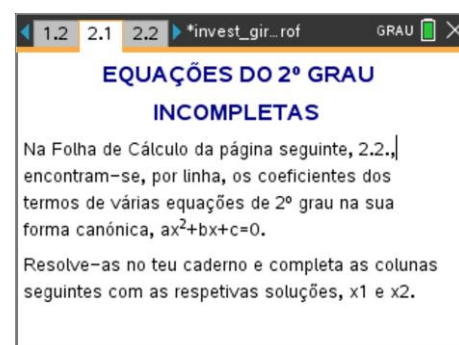 1.2 2.1 2.2 *invest_gir…rof GRAU
EQUAÇÕES DO 2º GRAU
INCOMPLETAS
Na Folha de Cálculo da página seguinte, 2.2.,
encontram-se, por linha, os coeficientes dos
termos de várias equações de 2º grau na sua
forma canónica, ax²+bx+c=0.
Resolve-as no teu caderno e completa as colunas
seguintes com as respetivas soluções, x1 e x2.